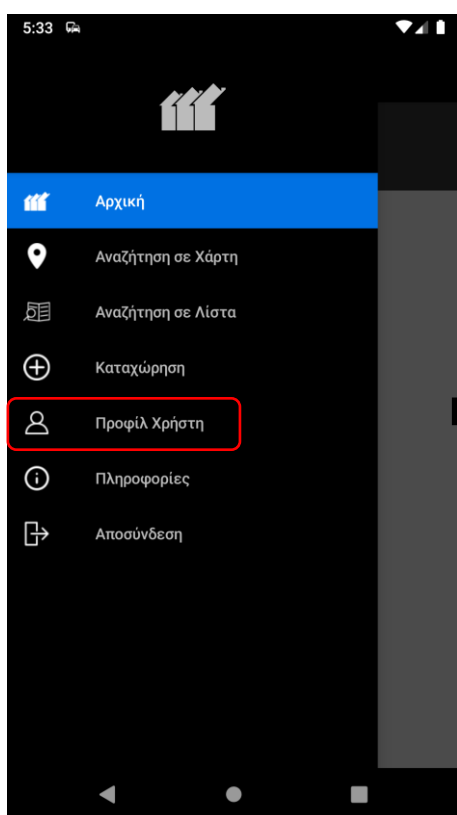 5:33
Αρχική
Αναζήτηση σε Χάρτη
Αναζήτηση σε Λίστα
Καταχώρηση
Προφίλ Χρήστη
Πληροφορίες
Αποσύνδεση